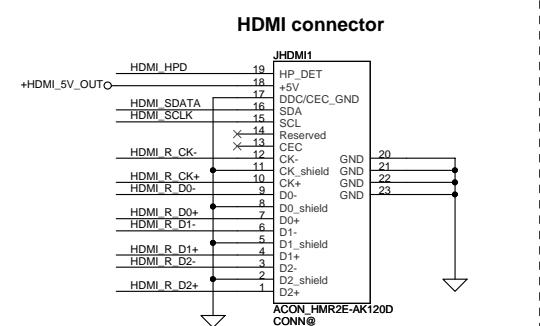 HDMI connector
JHDMI1
HDMI_HPD 19 HP_DET
+HDMI_5V_OUT 18 +5V
17 DDC/CEC_GND
HDMI_SDATA 16 SDA
HDMI_SCLK 15 SCL
14 Reserved
13 CEC
HDMI_R_CK- 12 CK- GND 20
11 CK_shield GND 21
HDMI_R_CK+ 10 CK+ GND 22
HDMI_R_D0- 9 D0- GND 23
8 D0_shield
HDMI_R_D0+ 7 D0+
HDMI_R_D1- 6 D1-
5 D1_shield
HDMI_R_D1+ 4 D1+
HDMI_R_D2- 3 D2-
2 D2_shield
HDMI_R_D2+ 1 D2+
ACON_HMR2E-AK120D
CONN@